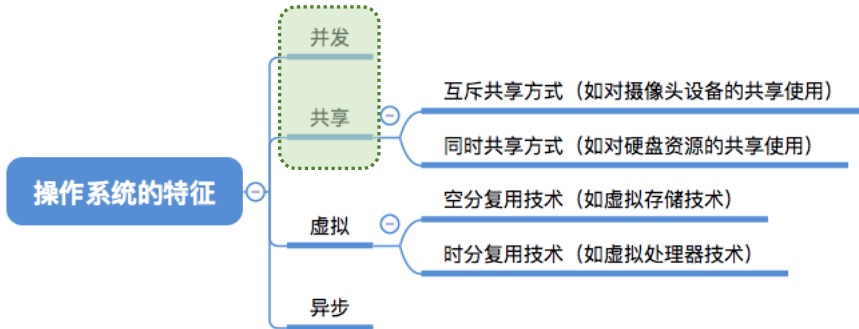 操作系统的特征
并发
共享
互斥共享方式（如对摄像头设备的共享使用）
同时共享方式（如对硬盘资源的共享使用）
虚拟
空分复用技术（如虚拟存储技术）
时分复用技术（如虚拟处理器技术）
异步